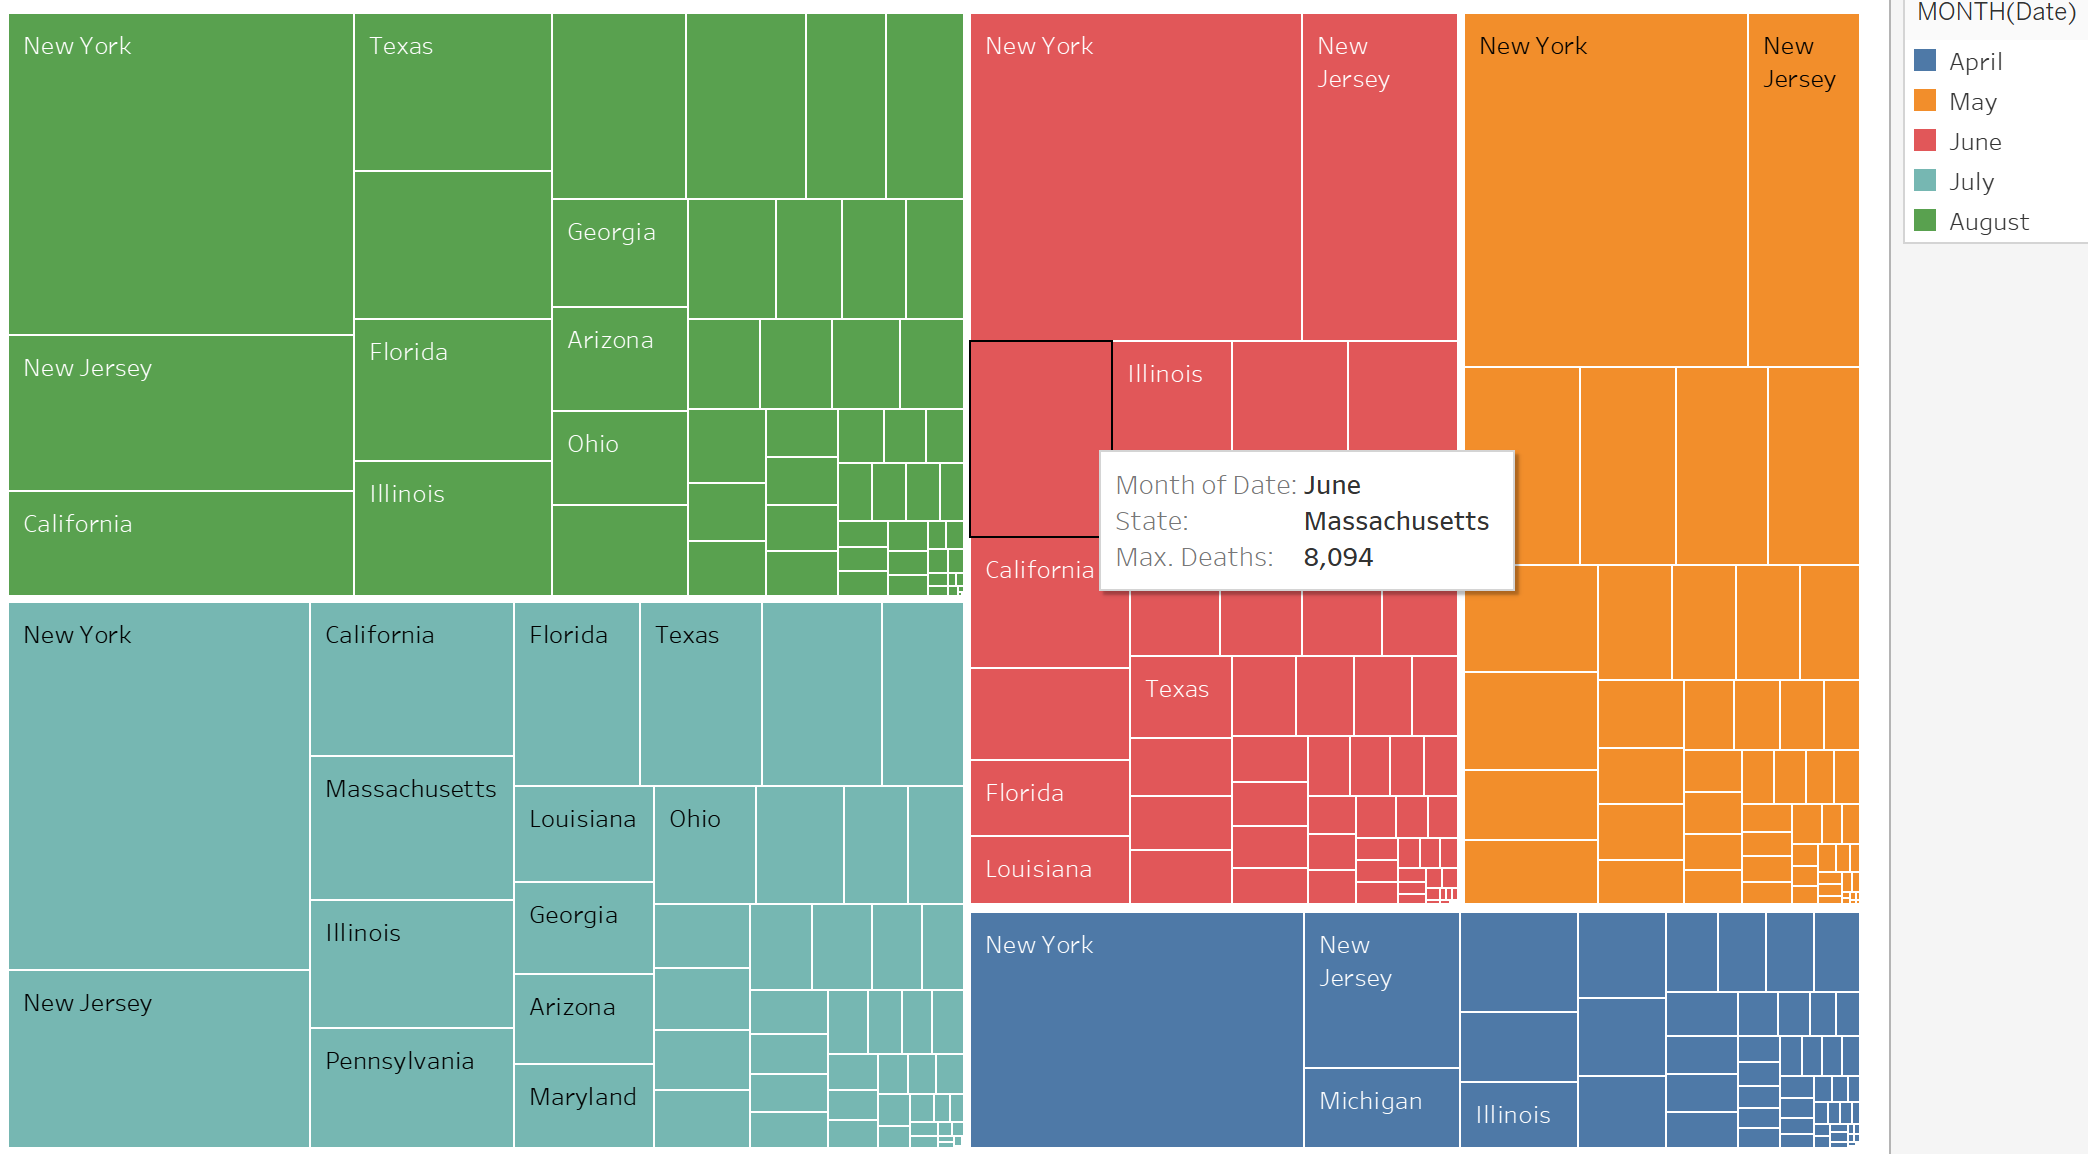 New York
Texas
Georgia
New Jersey
Florida
Arizona
Ohio
California
Illinois
New York
New
Jersey
Illinois
California
Texas
Florida
Louisiana
New York
New
Jersey
Month of Date: June
State: Massachusetts
Max. Deaths: 8,094
New York
California
Florida
Texas
Massachusetts
Louisiana
Ohio
Illinois
Georgia
New Jersey
Arizona
Pennsylvania
Maryland
New York
New
Jersey
Michigan
Illinois
MONTH(Date)
April
May
June
July
August